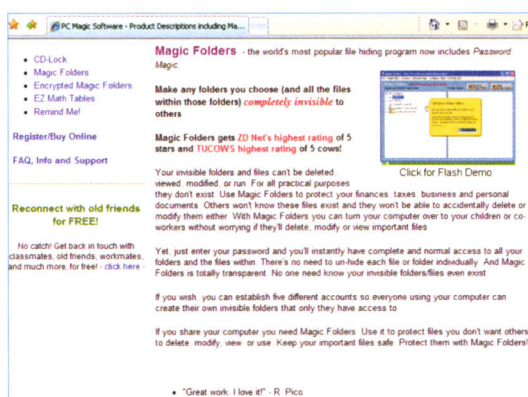 PC Magic Software - Product Descriptions including Ma...
CD-Lock
Magic Folders
Encrypted Magic Folders
EZ Math Tables
Remind Me!
Register/Buy Online
FAQ, Info and Support
Reconnect with old friends
for FREE!
No catch! Get back in touch with
classmates, old friends, workmates,
and much more, for free! - click here -
Magic Folders - the world's most popular file hiding program now includes Password
Magic.
Make any folders you choose (and all the files
within those folders) completely invisible to
others
Magic Folders gets ZD Net's highest rating of 5
stars and TUCOWS highest rating of 5 cows!
Click for Flash Demo
Your invisible folders and files can't be deleted,
viewed, modified, or run. For all practical purposes
they don't exist. Use Magic Folders to protect your finances, taxes, business and personal
documents. Others won't know these files exist and they won't be able to accidentally delete or
modify them either. With Magic Folders you can turn your computer over to your children or co-
workers without worrying if they'll delete, modify or view important files.
Yet, just enter your password and you'll instantly have complete and normal access to all your
folders and the files within. There's no need to un-hide each file or folder individually. And Magic
Folders is totally transparent. No one need know your invisible folders/files even exist.
If you wish, you can establish five different accounts so everyone using your computer can
create their own invisible folders that only they have access to.
If you share your computer you need Magic Folders. Use it to protect files you don't want others
to delete, modify, view, or use. Keep your important files safe. Protect them with Magic Folders!
"Great work. I love it!" - R. Pico